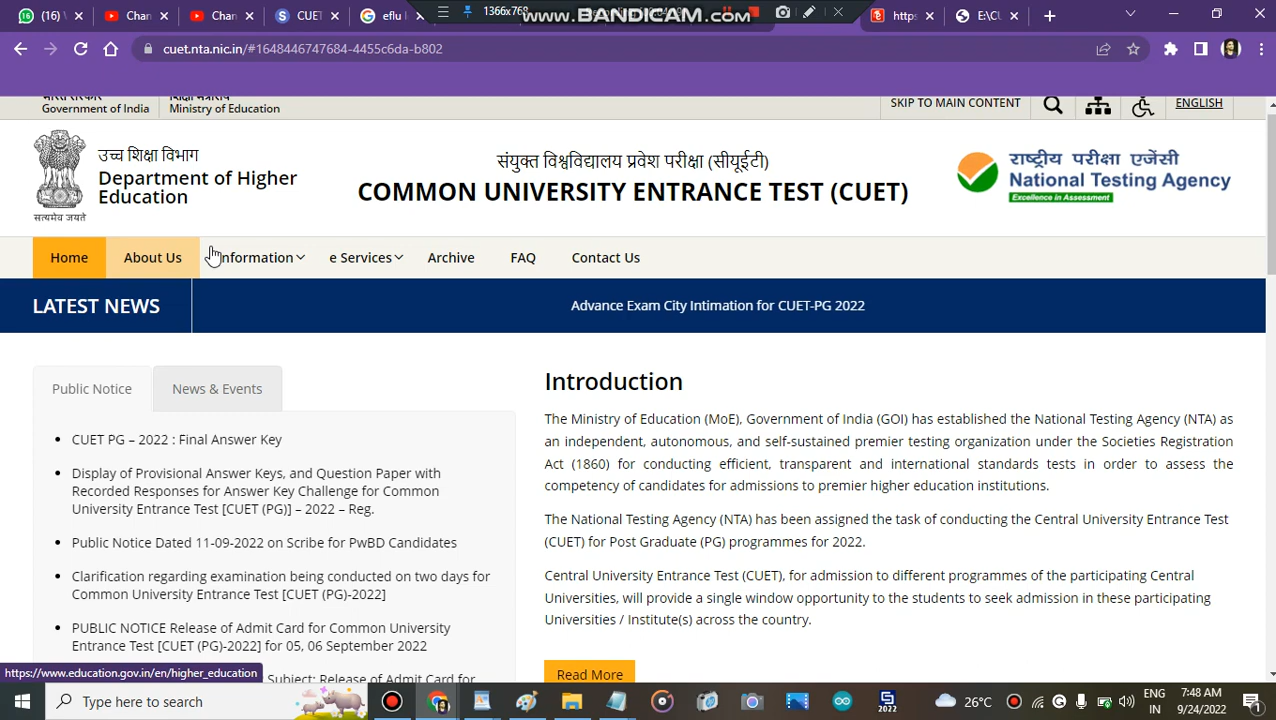 (16)
Chan
Chan
CUET
eflu
1366x768
www.BANDICAM.com
https
E:\CU
cuet.nta.nic.in/#1648446747684-4455c6da-b802
Government of India
Ministry of Education
SKIP TO MAIN CONTENT
ENGLISH
उच्च शिक्षा विभाग
Department of Higher
Education
सत्यमेव जयते
संयुक्त विश्वविद्यालय प्रवेश परीक्षा (सीयूईटी)
COMMON UNIVERSITY ENTRANCE TEST (CUET)
राष्ट्रीय परीक्षा एजेंसी
National Testing Agency
Excellence in Assessment
Home
About Us
Information
e Services
Archive
FAQ
Contact Us
LATEST NEWS
Advance Exam City Intimation for CUET-PG 2022
Public Notice
News & Events
CUET PG – 2022 : Final Answer Key
Display of Provisional Answer Keys, and Question Paper with
Recorded Responses for Answer Key Challenge for Common
University Entrance Test [CUET (PG)] – 2022 – Reg.
Public Notice Dated 11-09-2022 on Scribe for PwBD Candidates
Clarification regarding examination being conducted on two days for
Common University Entrance Test [CUET (PG)-2022]
PUBLIC NOTICE Release of Admit Card for Common University
Entrance Test [CUET (PG)-2022] for 05, 06 September 2022
Subject: Release of Admit Card for
Introduction
The Ministry of Education (MoE), Government of India (GOI) has established the National Testing Agency (NTA) as
an independent, autonomous, and self-sustained premier testing organization under the Societies Registration
Act (1860) for conducting efficient, transparent and international standards tests in order to assess the
competency of candidates for admissions to premier higher education institutions.
The National Testing Agency (NTA) has been assigned the task of conducting the Central University Entrance Test
(CUET) for Post Graduate (PG) programmes for 2022.
Central University Entrance Test (CUET), for admission to different programmes of the participating Central
Universities, will provide a single window opportunity to the students to seek admission in these participating
Universities / Institute(s) across the country.
Read More
https://www.education.gov.in/en/higher_education
Type here to search
2022
26°C
ENG
IN
7:48 AM
9/24/2022